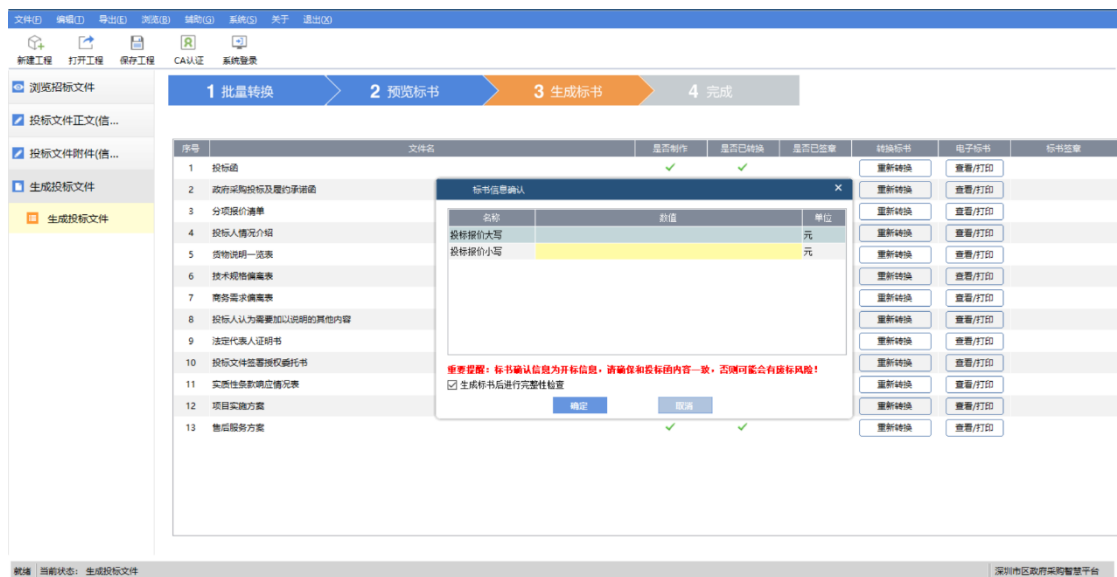 文件(F) 编辑(T) 导出(E) 浏览(B) 辅助(G) 系统(S) 关于 退出(X)
新建工程 打开工程 保存工程 CA认证 系统登录
浏览招标文件
投标文件正文(信...
投标文件附件(信...
生成投标文件
生成投标文件
1 批量转换 2 预览标书 3 生成标书 4 完成
序号 文件名 是否制作 是否已转换 是否已签章 转换标书 电子标书 标书签章
1 投标函 重新转换 查看/打印
2 政府采购投标及履约承诺函 重新转换 查看/打印
3 分项报价清单 重新转换 查看/打印
4 投标人情况介绍 重新转换 查看/打印
5 货物说明一览表 重新转换 查看/打印
6 技术规格偏离表 重新转换 查看/打印
7 商务需求偏离表 重新转换 查看/打印
8 投标人认为需要加以说明的其他内容 重新转换 查看/打印
9 法定代表人证明书 重新转换 查看/打印
10 投标文件签署授权委托书 重新转换 查看/打印
11 实质性条款响应情况表 重新转换 查看/打印
12 项目实施方案 重新转换 查看/打印
13 售后服务方案 重新转换 查看/打印
标书信息确认
名称 数值 单位
投标报价大写 元
投标报价小写 元
重要提醒：标书确认信息为开标信息，请确保和投标函内容一致，否则可能会有废标风险！
生成标书后进行完整性检查
确定 取消
就绪 当前状态： 生成投标文件 深圳市区政府采购智慧平台